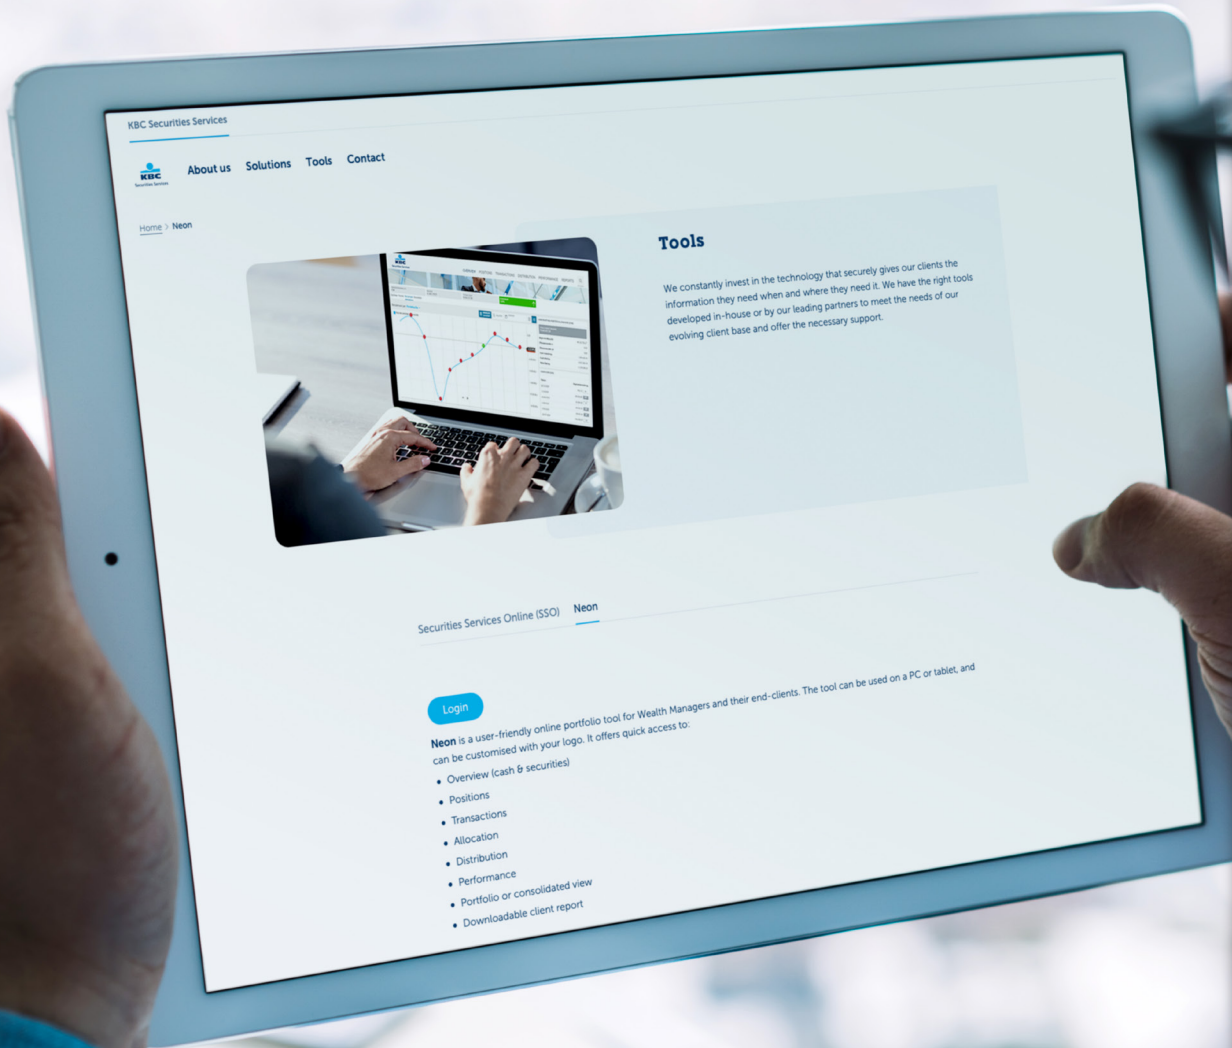 KBC Securities Services
KBC
Securities Services
About us
Solutions
Tools
Contact
Home > Neon
KBC
Tools
We constantly invest in the technology that securely gives our clients the
information they need when and where they need it. We have the right tools
developed in-house or by our leading partners to meet the needs of our
evolving client base and offer the necessary support.
Securities Services Online (SSO)
Neon
Login
Neon is a user-friendly online portfolio tool for Wealth Managers and their end-clients. The tool can be used on a PC or tablet, and
can be customised with your logo. It offers quick access to:
• Overview (cash & securities)
• Positions
• Transactions
• Allocation
• Distribution
• Performance
• Portfolio or consolidated view
• Downloadable client report